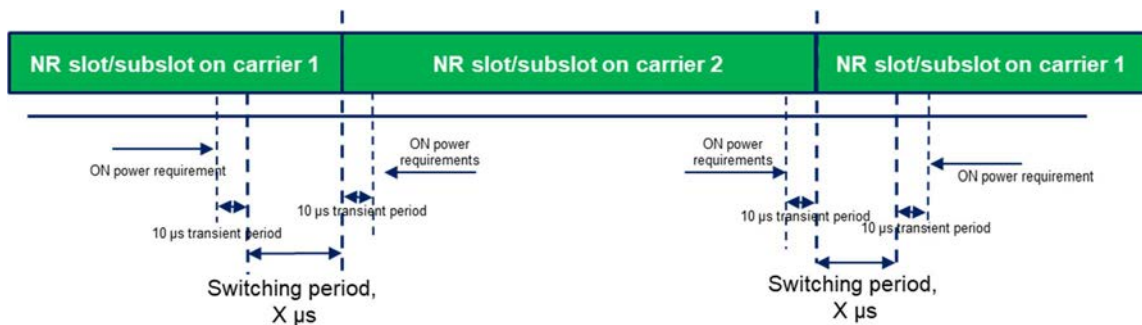 NR slot/subslot on carrier 1
NR slot/subslot on carrier 2
NR slot/subslot on carrier 1
ON power requirement
ON power
requirements
ON power
requirements
ON power requirement
10 µs transient period
10 µs transient period
10 µs transient period
10 µs transient period
Switching period,
X µs
Switching period,
X µs